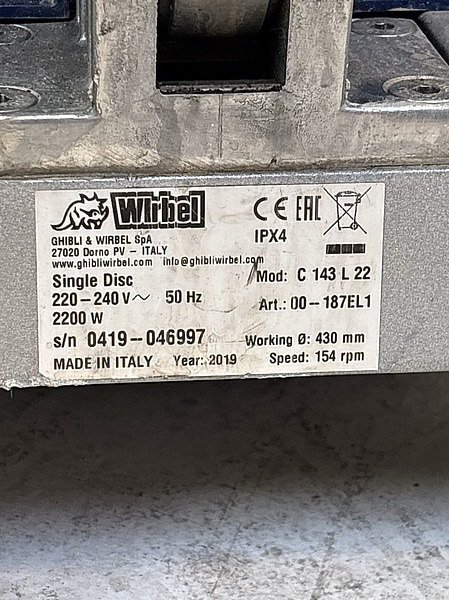 Wirbel
CE EAC
GHIBLI & WIRBEL SpA
27020 Dorno PV - ITALY
www.ghibliwirbel.com info@ghibliwirbel.com
IPX4
Single Disc
Mod: C 143 L 22
220-240 V~ 50 Hz
Art.: 00-187EL1
2200 W
s/n 0419-046997
Working Ø: 430 mm
MADE IN ITALY Year: 2019
Speed: 154 rpm